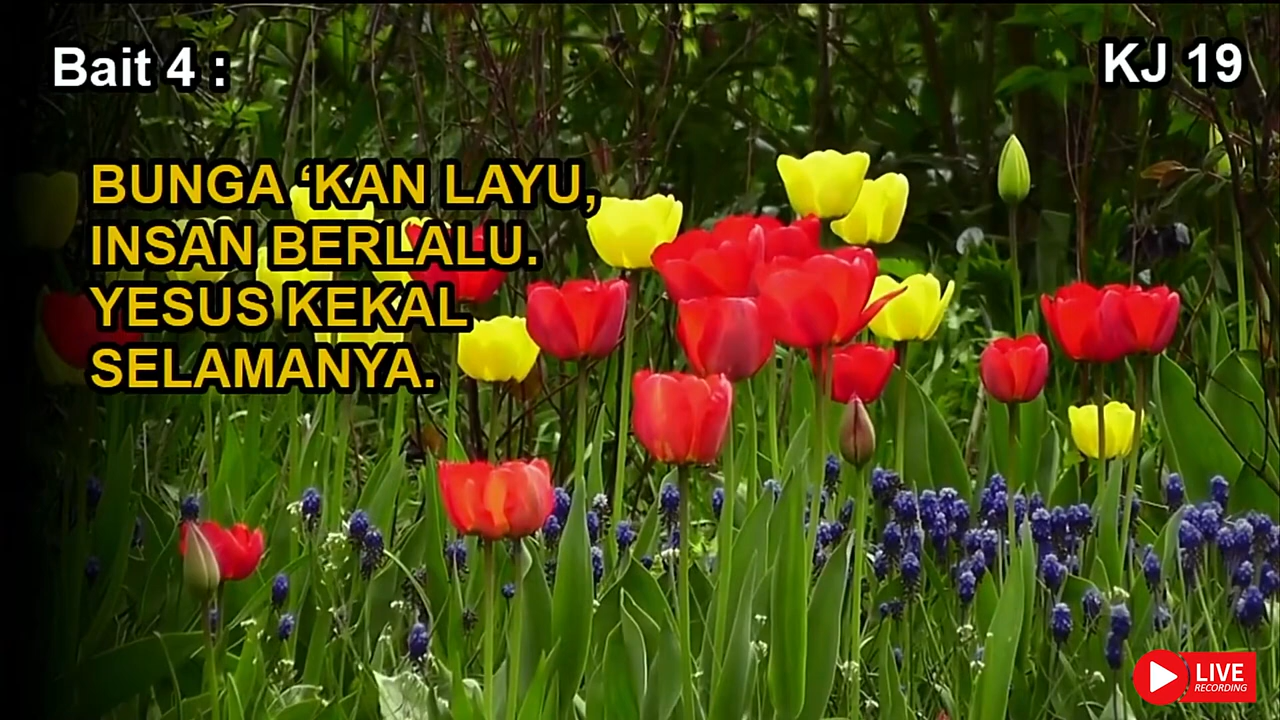 Bait 4 :
KJ 19
BUNGA ‘KAN LAYU,
INSAN BERLALU.
YESUS KEKAL
SELAMANYA.
LIVE
RECORDING